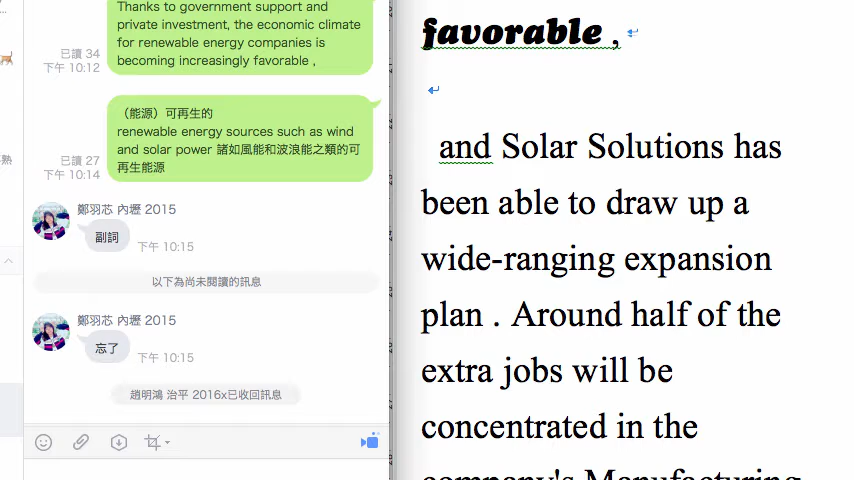 Thanks to government support and
private investment, the economic climate
for renewable energy companies is
becoming increasingly favorable ,
已讀 34
下午 10:12
（能源）可再生的
renewable energy sources such as wind
and solar power 諸如風能和波浪能之類的可
再生能源
已讀 27
下午 10:14
鄭羽芯 內壢 2015
副詞
下午 10:15
以下為尚未閱讀的訊息
鄭羽芯 內壢 2015
忘了
下午 10:15
趙明鴻 治平 2016x已收回訊息
favorable ,
and Solar Solutions has
been able to draw up a
wide-ranging expansion
plan . Around half of the
extra jobs will be
concentrated in the
company's Manufacturing